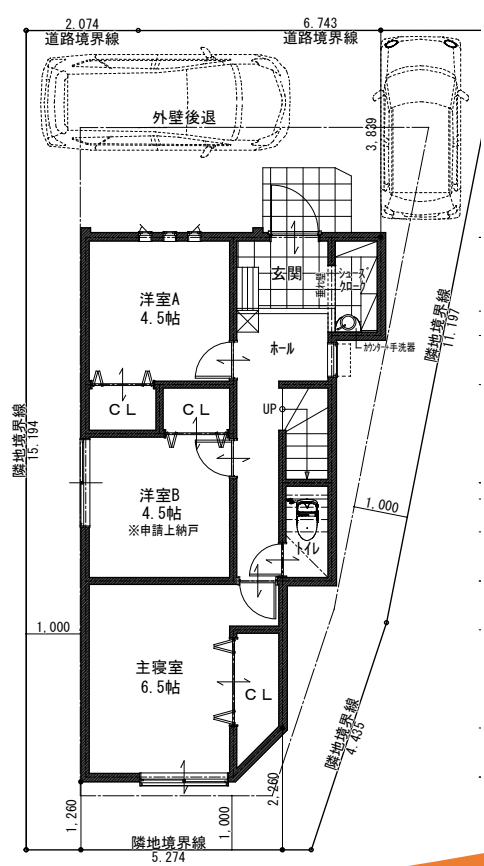 2.074
6.743
道路境界線
道路境界線
外壁後退
3,839
玄関
垂れ壁
シューズ
クローク
洋室A
4.5帖
ホール
カウンター手洗器
隣地境界線
11.197
CL
CL
UP
隣地境界線
15.194
洋室B
4.5帖
※申請上納戸
1,000
トイレ
1,000
主寝室
6.5帖
CL
隣地境界線
4.435
1,260
1,000
2,260
隣地境界線
5.274